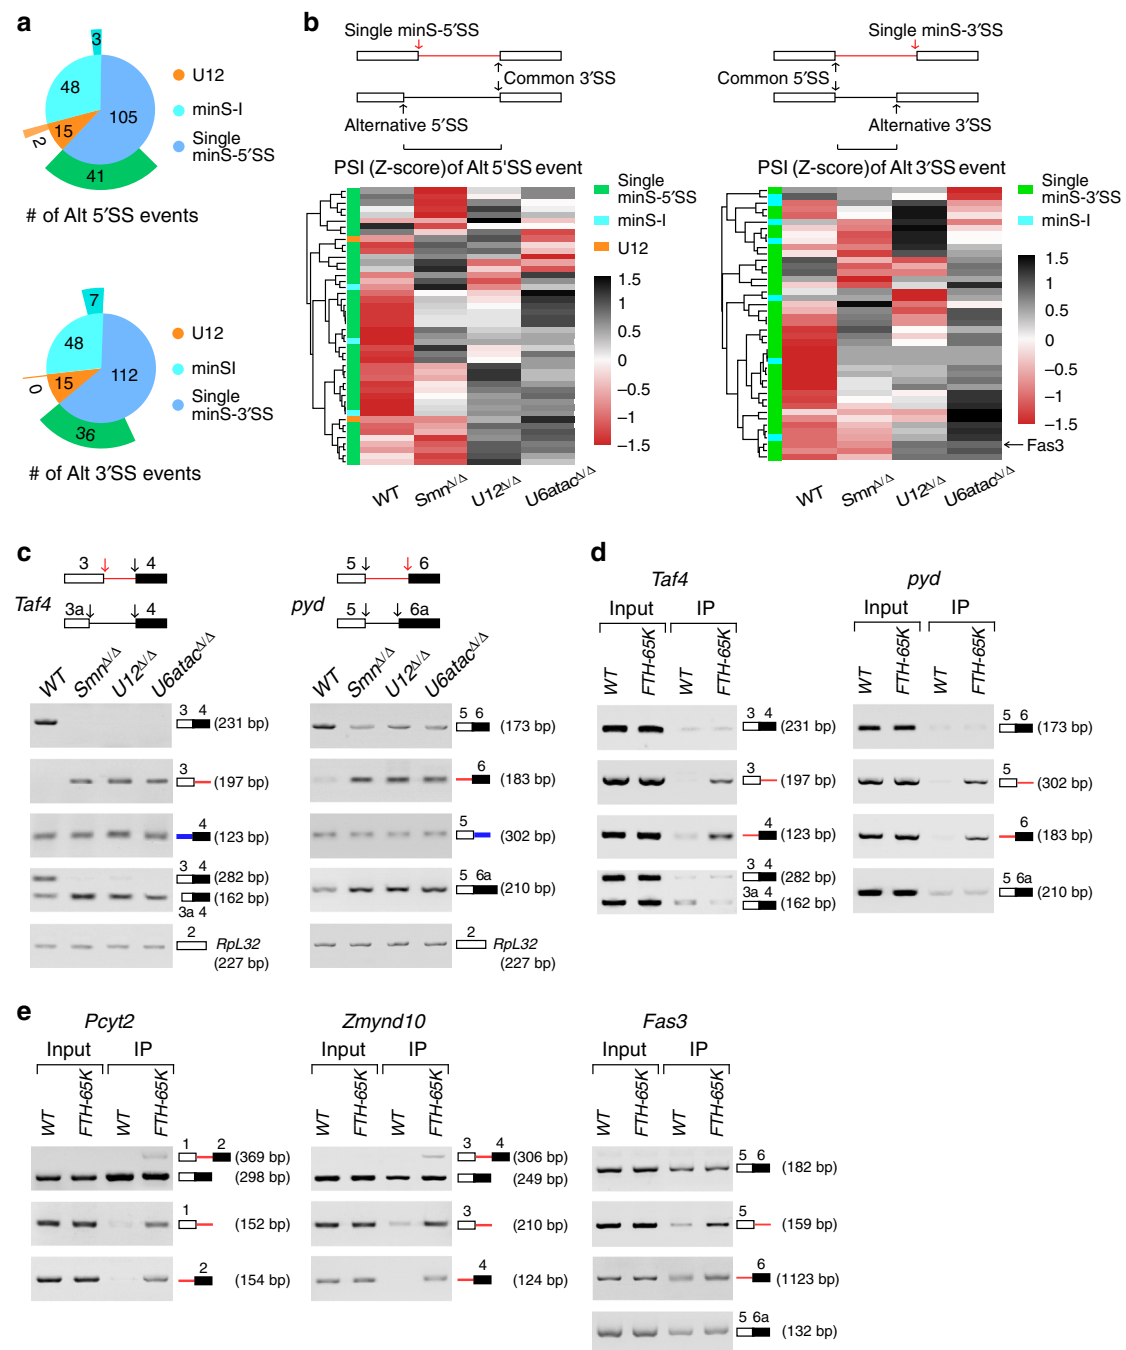 a
3
48
105
15
2
41
U12
minS-I
Single
minS-5′SS
# of Alt 5′SS events
7
48
112
15
0
36
U12
minSI
Single
minS-3′SS
# of Alt 3′SS events
b
Single minS-5′SS
Common 3′SS
Alternative 5′SS
PSI (Z-score)of Alt 5'SS event
Single
minS-5′SS
minS-I
U12
1.5
1
0.5
0
−0.5
−1
−1.5
WT
Smn^Δ/Δ
U12^Δ/Δ
U6atac^Δ/Δ
Single minS-3′SS
Common 5′SS
Alternative 3′SS
PSI (Z-score)of Alt 3′SS event
Single
minS-3′SS
minS-I
1.5
1
0.5
0
−0.5
−1
−1.5
Fas3
WT
Smn^Δ/Δ
U12^Δ/Δ
U6atac^Δ/Δ
c
3 4
Taf4
3a 4
WT
Smn^Δ/Δ
U12^Δ/Δ
U6atac^Δ/Δ
3 4
(231 bp)
3
(197 bp)
4
(123 bp)
3 4
(282 bp)
(162 bp)
3a 4
2
RpL32
(227 bp)
5 6
pyd
5 6a
WT
Smn^Δ/Δ
U12^Δ/Δ
U6atac^Δ/Δ
5 6
(173 bp)
6
(183 bp)
5
(302 bp)
5 6a
(210 bp)
2
RpL32
(227 bp)
d
Taf4
Input IP
WT
FTH-65K
WT
FTH-65K
3 4
(231 bp)
3
(197 bp)
4
(123 bp)
3 4
(282 bp)
3a 4
(162 bp)
pyd
Input IP
WT
FTH-65K
WT
FTH-65K
5 6
(173 bp)
5
(302 bp)
6
(183 bp)
5 6a
(210 bp)
e
Pcyt2
Input IP
WT
FTH-65K
WT
FTH-65K
1 2
(369 bp)
(298 bp)
1
(152 bp)
2
(154 bp)
Zmynd10
Input IP
WT
FTH-65K
WT
FTH-65K
3 4
(306 bp)
(249 bp)
3
(210 bp)
4
(124 bp)
Fas3
Input IP
WT
FTH-65K
WT
FTH-65K
5 6
(182 bp)
5
(159 bp)
6
(1123 bp)
5 6a
(132 bp)